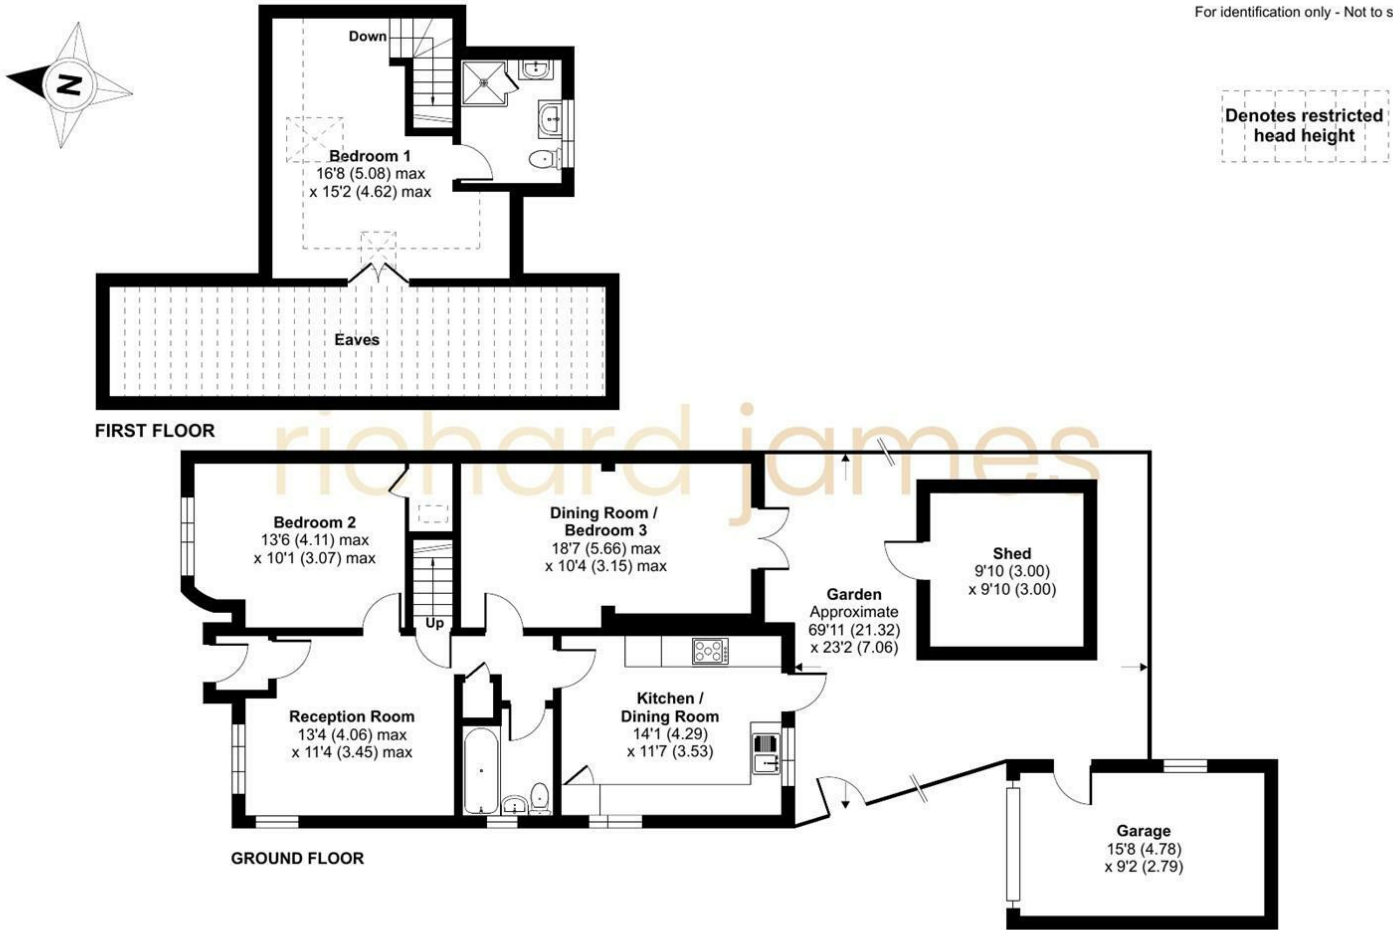 For identification only - Not to s
N
Denotes restricted
head height
Down
Bedroom 1
16'8 (5.08) max
x 15'2 (4.62) max
Eaves
FIRST FLOOR
richard james
Bedroom 2
13'6 (4.11) max
x 10'1 (3.07) max
Dining Room /
Bedroom 3
18'7 (5.66) max
x 10'4 (3.15) max
Shed
9'10 (3.00)
x 9'10 (3.00)
Garden
Approximate
69'11 (21.32)
x 23'2 (7.06)
Up
Reception Room
13'4 (4.06) max
x 11'4 (3.45) max
Kitchen /
Dining Room
14'1 (4.29)
x 11'7 (3.53)
Garage
15'8 (4.78)
x 9'2 (2.79)
GROUND FLOOR